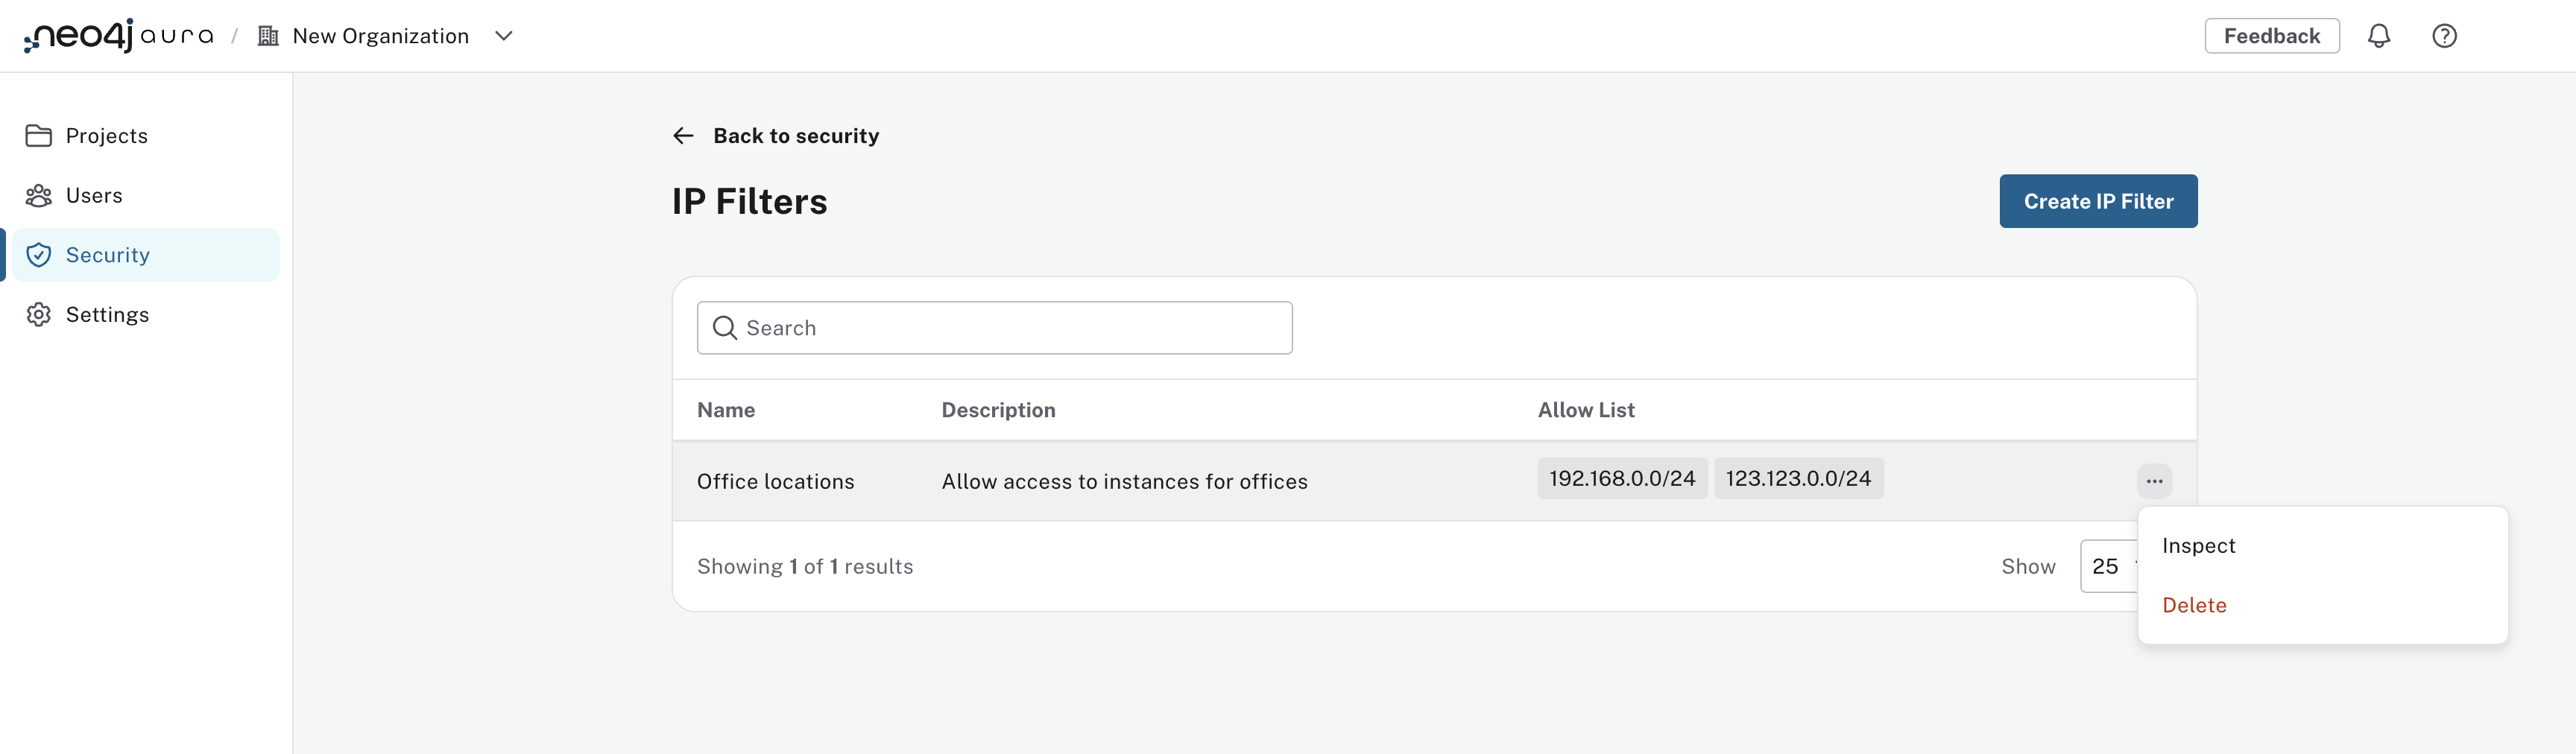 neo4j aura / New Organization
Feedback
Projects
Users
Security
Settings
Back to security
IP Filters
Create IP Filter
Search
Name Description Allow List
Office locations Allow access to instances for offices 192.168.0.0/24 123.123.0.0/24 ...
Showing 1 of 1 results Show 25
Inspect
Delete